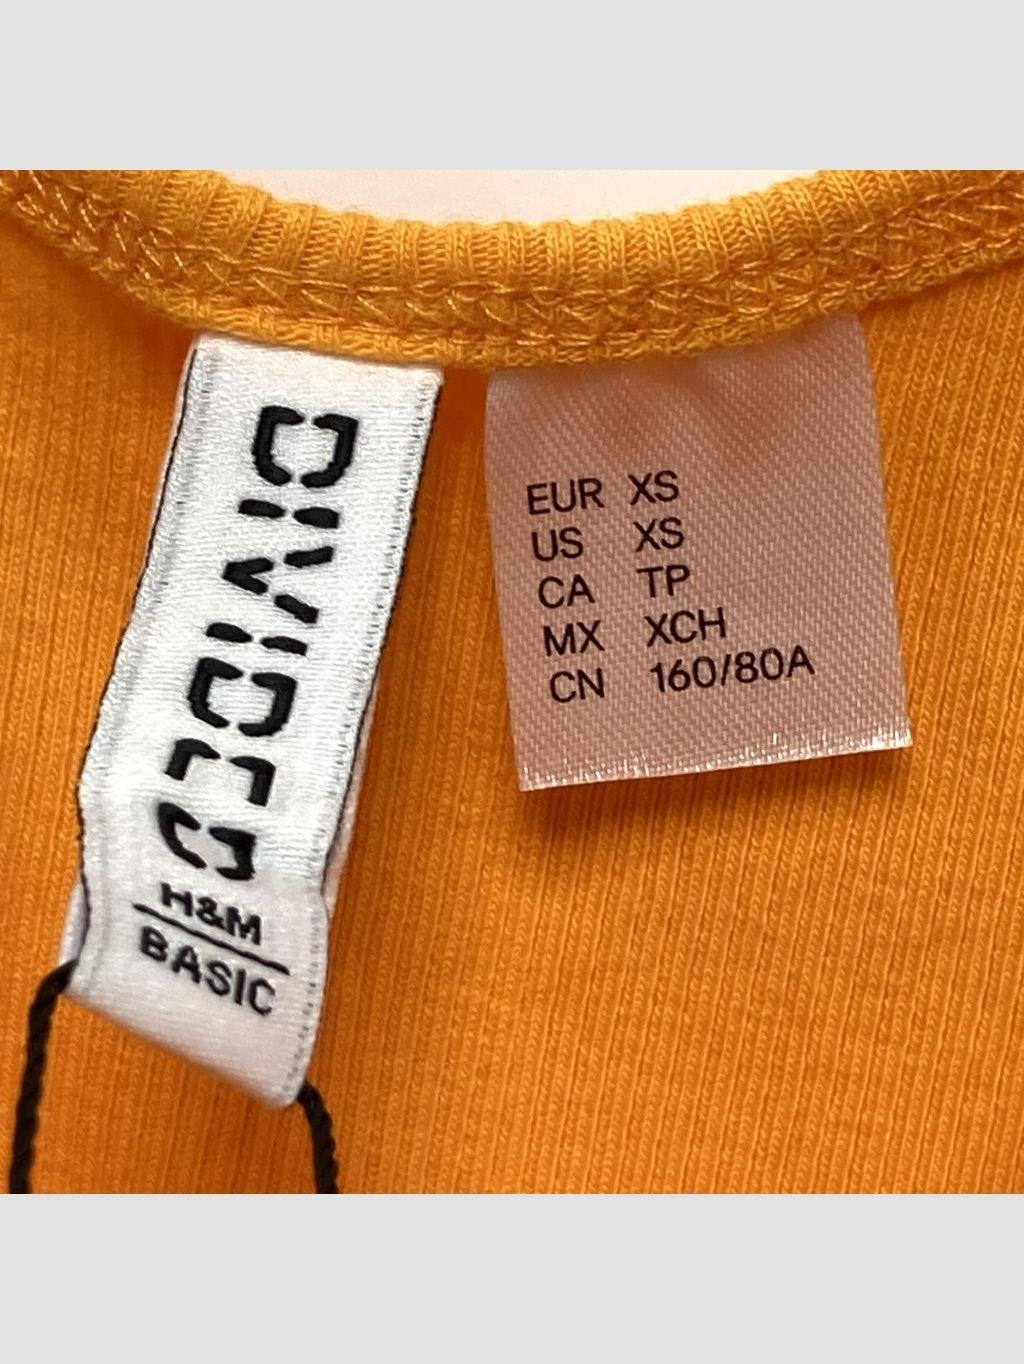 DIVIDED
H&M
BASIC
EUR XS
US XS
CA TP
MX XCH
CN 160/80A